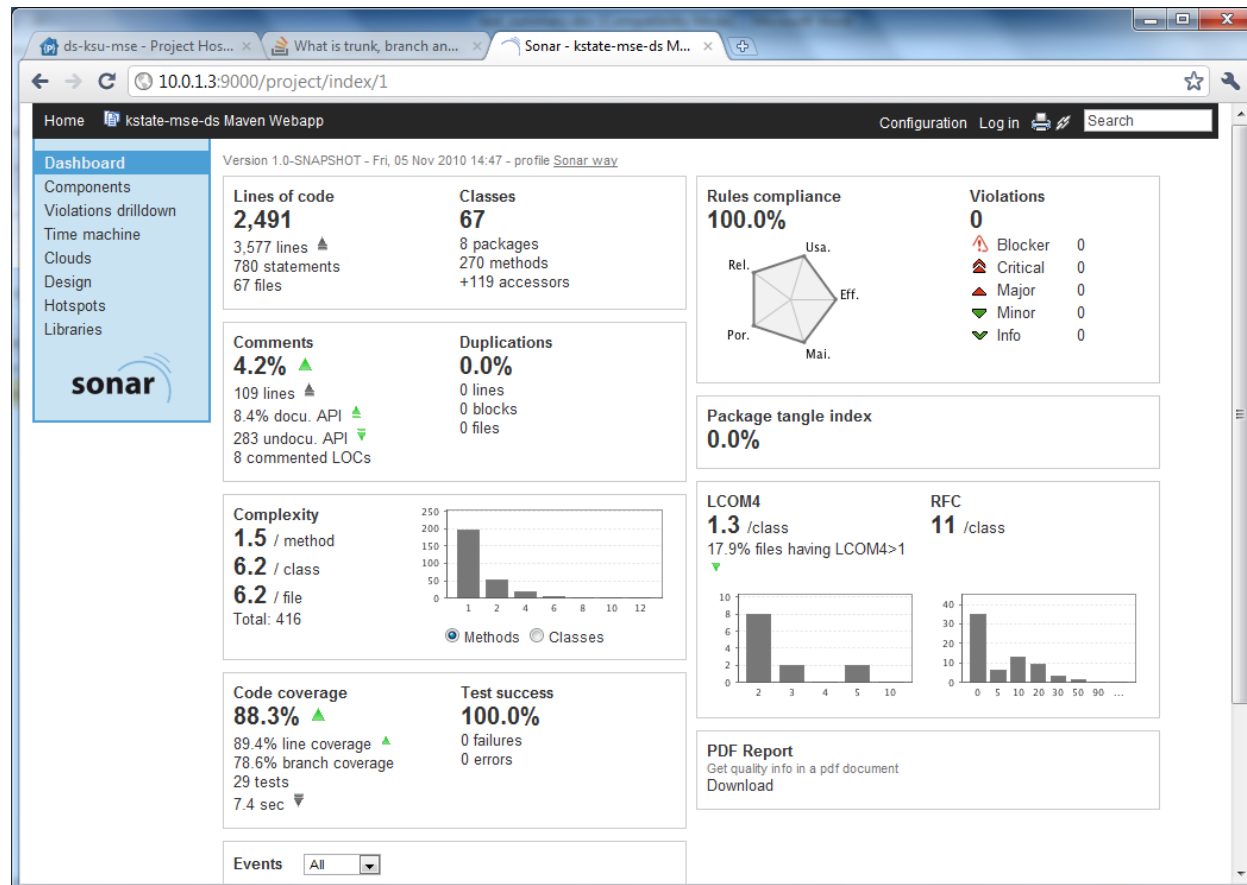 ds-ksu-mse - Project Hos...
What is trunk, branch an...
Sonar - kstate-mse-ds M...
10.0.1.3:9000/project/index/1
Home kstate-mse-ds Maven Webapp
Configuration Log in Search
Dashboard
Components
Violations drilldown
Time machine
Clouds
Design
Hotspots
Libraries
sonar
Version 1.0-SNAPSHOT - Fri, 05 Nov 2010 14:47 - profile Sonar way
Lines of code
2,491
3,577 lines
780 statements
67 files
Classes
67
8 packages
270 methods
+119 accessors
Comments
4.2%
109 lines
8.4% docu. API
283 undocu. API
8 commented LOCs
Duplications
0.0%
0 lines
0 blocks
0 files
Complexity
1.5 / method
6.2 / class
6.2 / file
Total: 416
250
200
150
100
50
0
1 2 4 6 8 10 12
Methods Classes
Code coverage
88.3%
89.4% line coverage
78.6% branch coverage
29 tests
7.4 sec
Test success
100.0%
0 failures
0 errors
Events All
Rules compliance
100.0%
Usa.
Rel.
Eff.
Por.
Mai.
Violations
0
Blocker 0
Critical 0
Major 0
Minor 0
Info 0
Package tangle index
0.0%
LCOM4
1.3 /class
17.9% files having LCOM4>1
10
8
6
4
2
0
2 3 4 5 10
RFC
11 /class
40
30
20
10
0
0 5 10 20 30 50 90 ...
PDF Report
Get quality info in a pdf document
Download